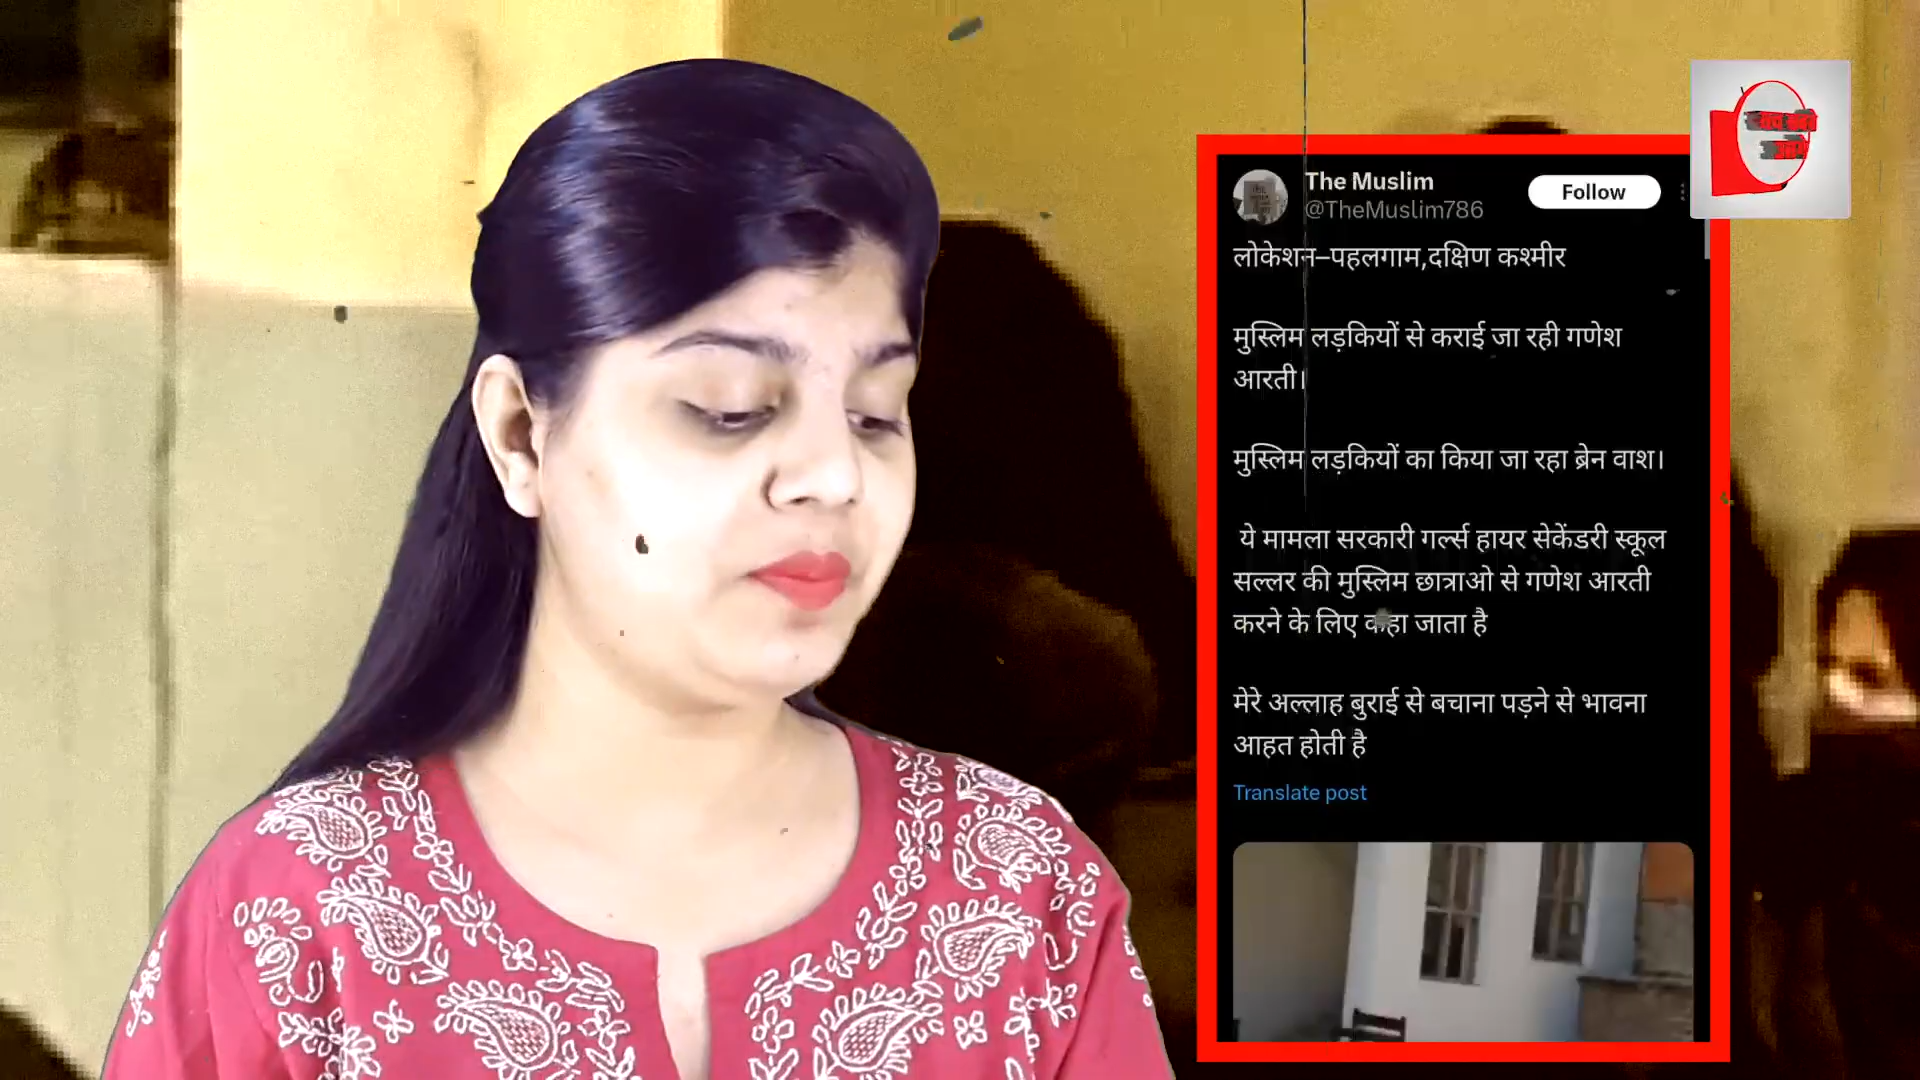 The Muslim
@TheMuslim786
Follow
लोकेशन–पहलगाम,दक्षिण कश्मीर
मुस्लिम लड़कियों से कराई जा रही गणेश
आरती।
मुस्लिम लड़कियों का किया जा रहा ब्रेन वाश।
ये मामला सरकारी गर्ल्स हायर सेकेंडरी स्कूल
सल्लर की मुस्लिम छात्राओ से गणेश आरती
करने के लिए कहा जाता है
मेरे अल्लाह बुराई से बचाना पड़ने से भावना
आहत होती है
Translate post